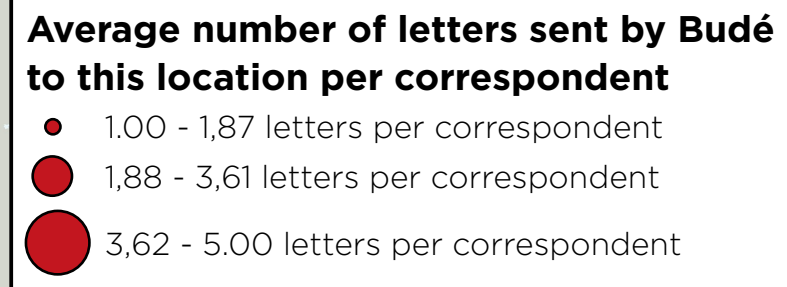 Average number of letters sent by Budé
to this location per correspondent
1.00 - 1,87 letters per correspondent
1,88 - 3,61 letters per correspondent
3,62 - 5.00 letters per correspondent